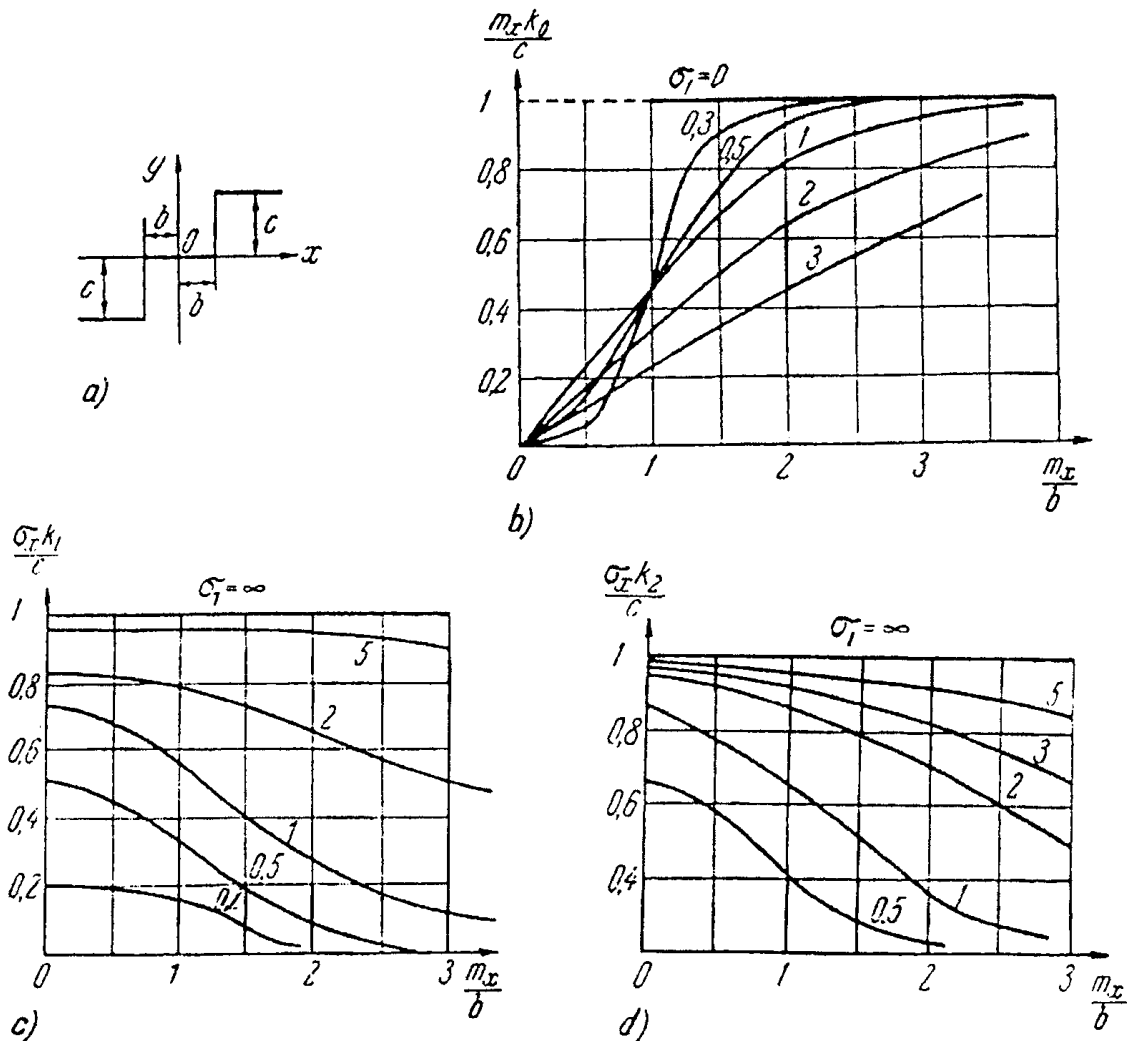 y
b
0
x
c
c
b
a)
m_x k_0 / c
σ_1 = 0
1
0,8
0,6
0,4
0,2
0,3
0,5
1
2
3
0 1 2 3 m_x / b
b)
σ_x k_1 / c
σ_1 = ∞
1
0,8
0,6
0,4
0,2
5
2
1
0.5
0 1 2 3 m_x / b
c)
σ_x k_2 / c
σ_1 = ∞
1
0,8
0,6
0,4
5
3
2
1
0.5
0 1 2 3 m_x / b
d)